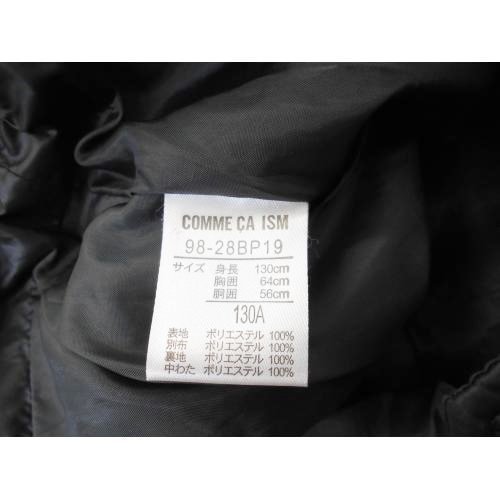 COMME ÇA ISM
98-28BP19
サイズ 身長 130cm
胸囲 64cm
胴囲 56cm
130A
表地 ポリエステル 100%
別布 ポリエステル 100%
裏地 ポリエステル 100%
中わた ポリエステル 100%